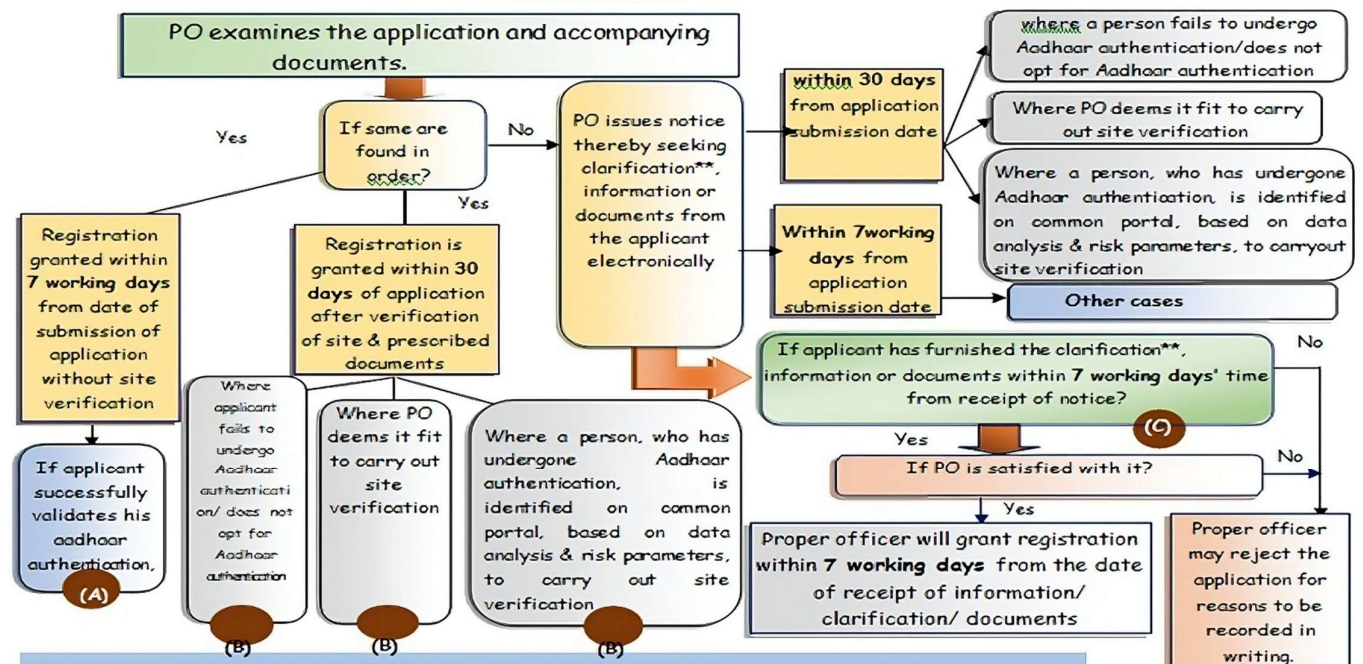 PO examines the application and accompanying
documents.
Yes
If same are
found in
order?
No
Yes
PO issues notice
thereby seeking
clarification**,
information or
documents from
the applicant
electronically
within 30 days
from application
submission date
where a person fails to undergo
Aadhaar authentication/does not
opt for Aadhaar authentication
Where PO deems it fit to carry
out site verification
Where a person, who has undergone
Aadhaar authentication, is identified
on common portal, based on data
analysis & risk parameters, to carryout
site verification
Within 7working
days from
application
submission date
Other cases
Registration
granted within
7 working days
from date of
submission of
application
without site
verification
Registration is
granted within 30
days of application
after verification
of site & prescribed
documents
If applicant
successfully
validates his
aadhaar
authentication,
(A)
Where
applicant
fails to
undergo
Aadhaar
authenticati
on/ does not
opt for
Aadhaar
authentication
(B)
Where PO
deems it fit
to carry out
site
verification
(B)
Where a person, who has
undergone Aadhaar
authentication, is
identified on common
portal, based on data
analysis & risk parameters,
to carry out site
verification
(B)
If applicant has furnished the clarification**,
information or documents within 7 working days' time
from receipt of notice?
(C)
No
Yes
If PO is satisfied with it?
No
Yes
Proper officer will grant registration
within 7 working days from the date
of receipt of information/
clarification/ documents
Proper officer
may reject the
application for
reasons to be
recorded in
writing.